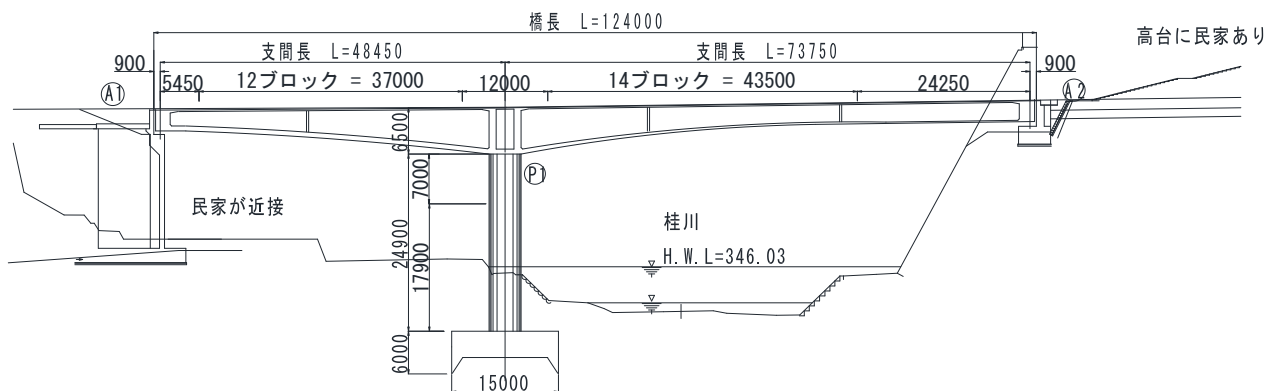 橋長 L=124000
高台に民家あり
支間長 L=48450
支間長 L=73750
900
5450
12ブロック = 37000
12000
14ブロック = 43500
24250
900
A1
A2
6500
P1
7000
民家が近接
桂川
24900
17900
H.W.L=346.03
6000
15000